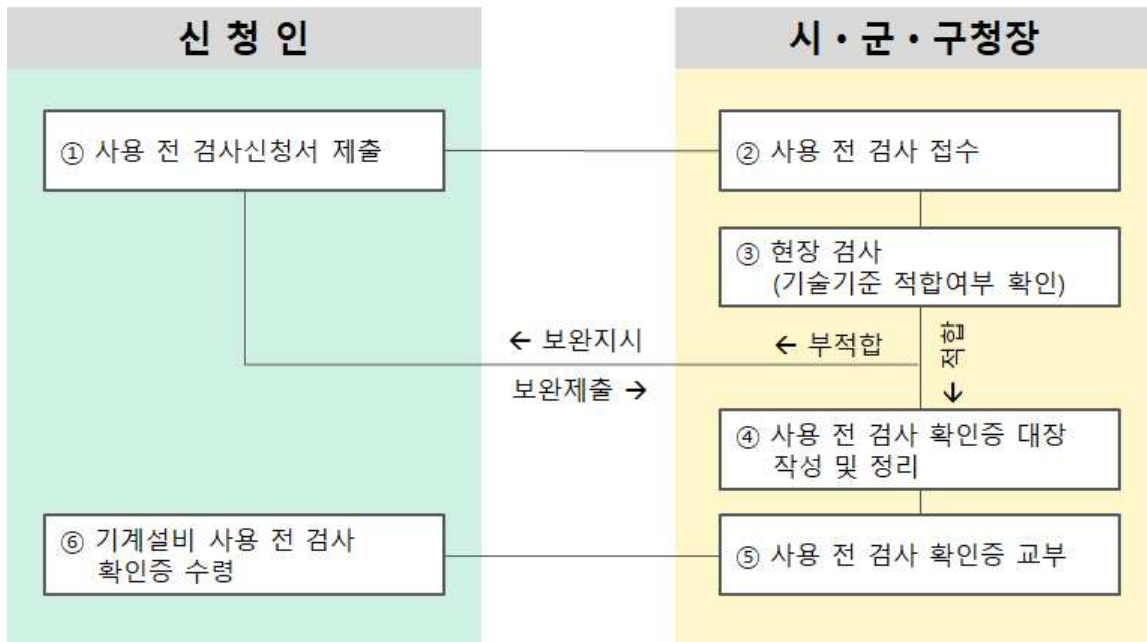 신 청 인
시 · 군 · 구청장
① 사용 전 검사신청서 제출
② 사용 전 검사 접수
③ 현장 검사
(기술기준 적합여부 확인)
← 보완지시
← 부적합
적합 →
보완제출 →
④ 사용 전 검사 확인증 대장
작성 및 정리
⑥ 기계설비 사용 전 검사
확인증 수령
⑤ 사용 전 검사 확인증 교부